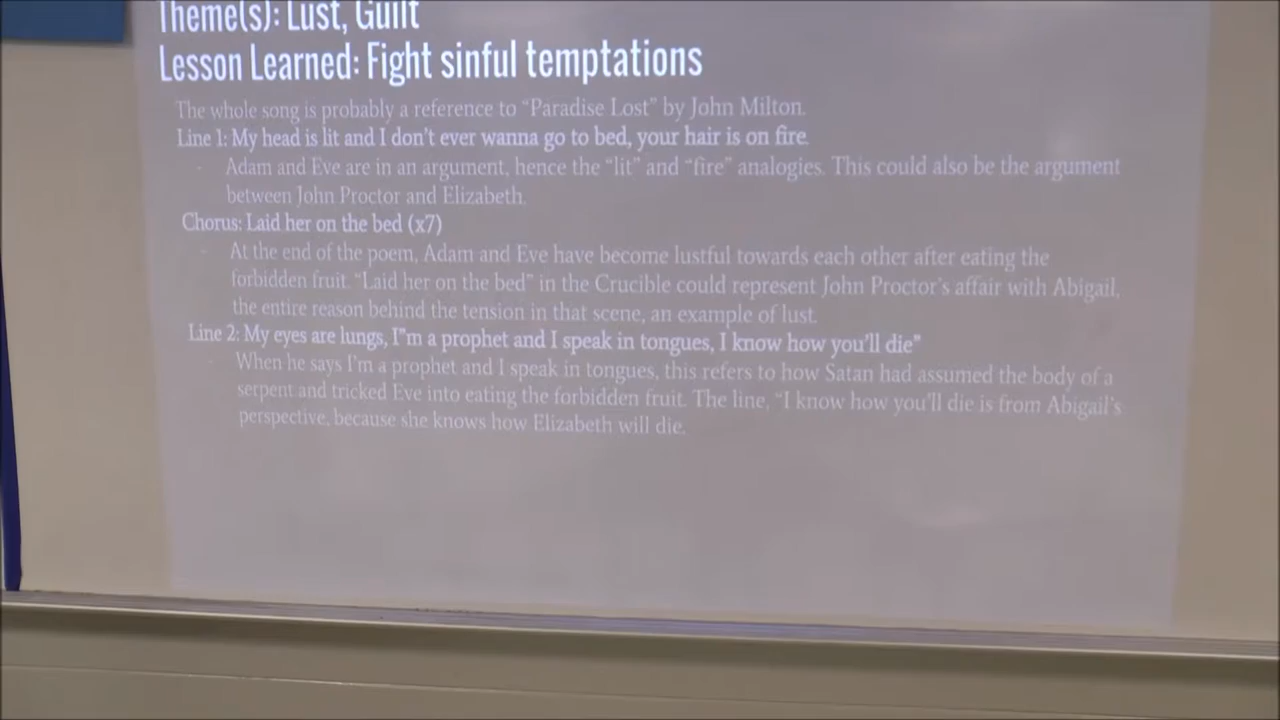 Theme(s): Lust, Guilt
Lesson Learned: Fight sinful temptations
The whole song is probably a reference to “Paradise Lost” by John Milton.
Line 1: My head is lit and I don’t ever wanna go to bed, your hair is on fire.
- Adam and Eve are in an argument, hence the “lit” and “fire” analogies. This could also be the argument
between John Proctor and Elizabeth.
Chorus: Laid her on the bed (x7)
- At the end of the poem, Adam and Eve have become lustful towards each other after eating the
forbidden fruit. “Laid her on the bed” in the Crucible could represent John Proctor’s affair with Abigail,
the entire reason behind the tension in that scene, an example of lust.
Line 2: My eyes are lungs, I”m a prophet and I speak in tongues, I know how you’ll die”
- When he says I’m a prophet and I speak in tongues, this refers to how Satan had assumed the body of a
serpent and tricked Eve into eating the forbidden fruit. The line, “I know how you’ll die is from Abigail’s
perspective, because she knows how Elizabeth will die.